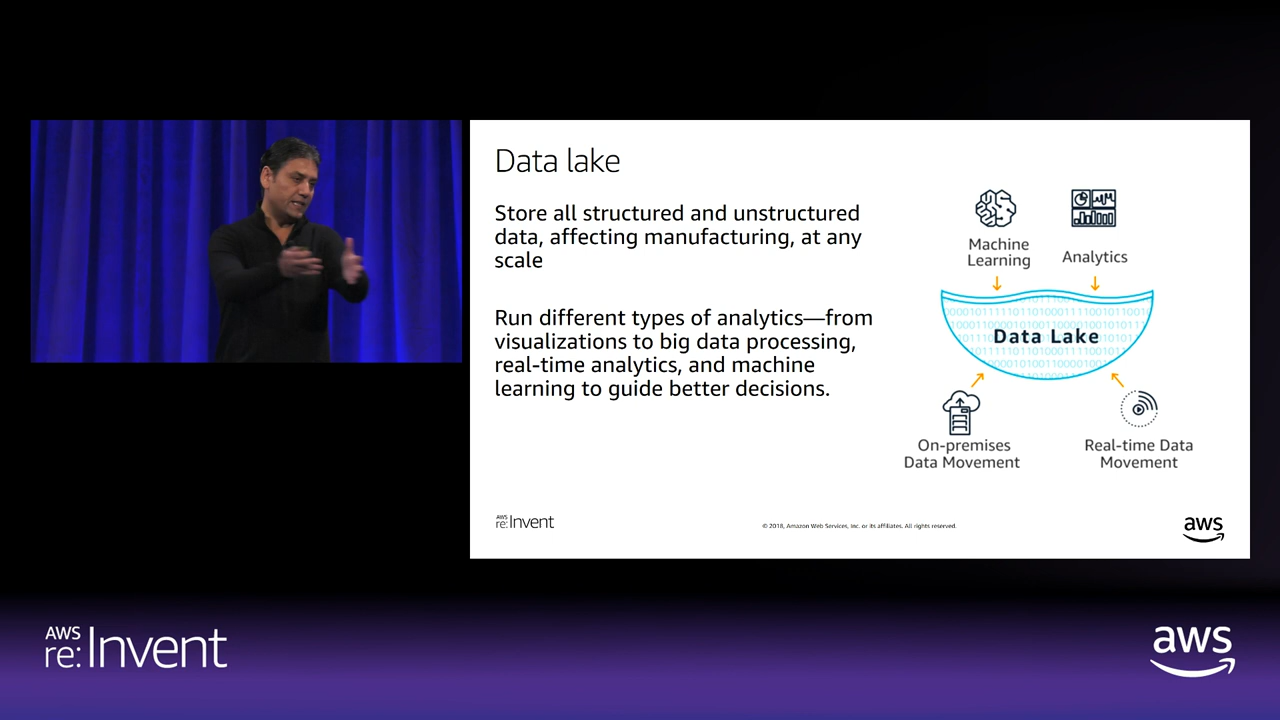 Data lake
Store all structured and unstructured
data, affecting manufacturing, at any
scale
Run different types of analytics—from
visualizations to big data processing,
real-time analytics, and machine
learning to guide better decisions.
Machine
Learning
Analytics
Data Lake
On-premises
Data Movement
Real-time Data
Movement
AWS
re:Invent
© 2018, Amazon Web Services, Inc. or its affiliates. All rights reserved.
aws
AWS
re:Invent
aws